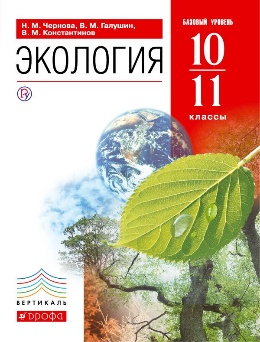 Н. М. Чернова, В. М. Галушин,
В. М. Константинов
ЭКОЛОГИЯ
БАЗОВЫЙ УРОВЕНЬ
10
11
КЛАССЫ
ВЕРТИКАЛЬ
дрофа